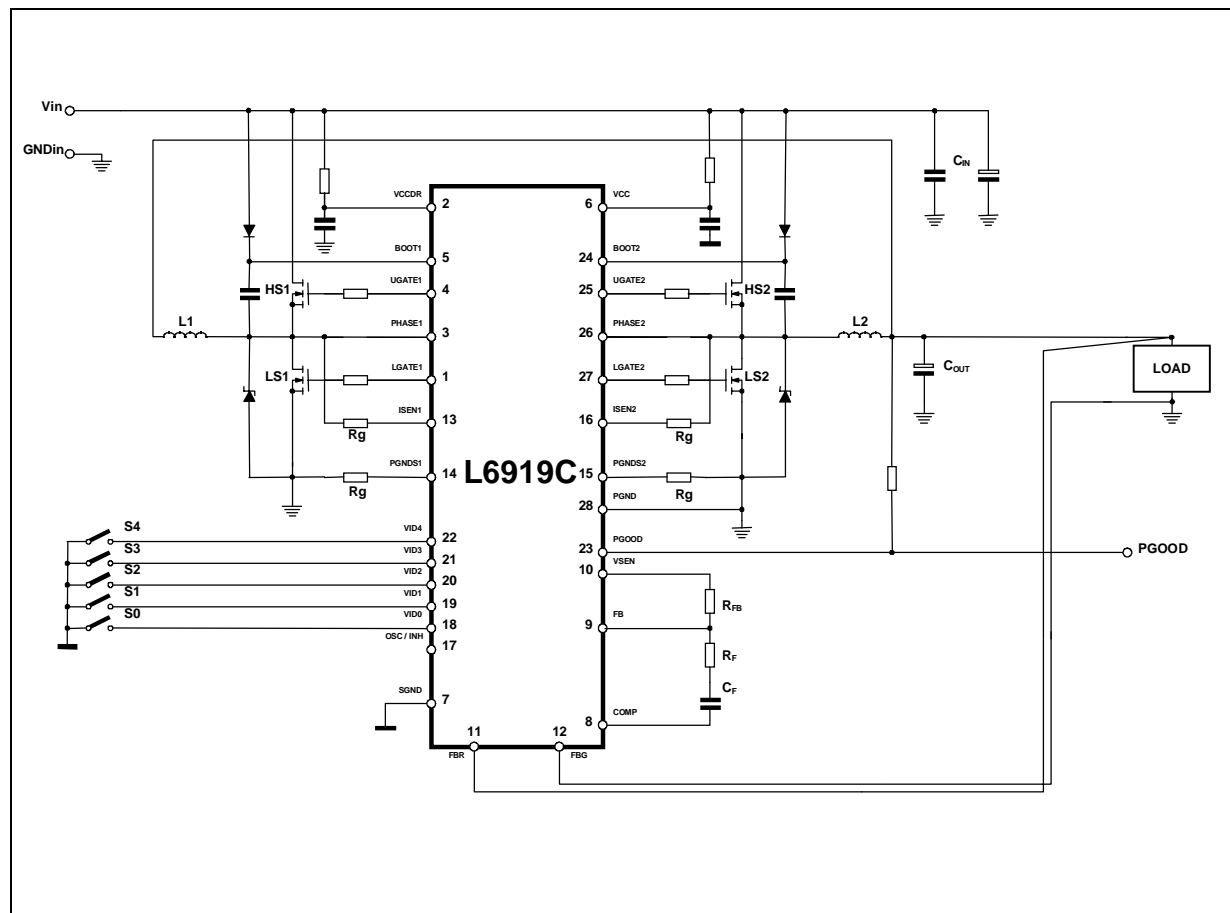 Vin
GNDin
CIN
VCCDR
2
6
VCC
BOOT1
5
24
BOOT2
HS1
UGATE1
4
25
UGATE2
HS2
L1
PHASE1
3
26
PHASE2
L2
LS1
LGATE1
1
27
LGATE2
LS2
COUT
LOAD
ISEN1
13
16
ISEN2
Rg
Rg
PGNDS1
14
L6919C
15
PGNDS2
Rg
Rg
28
PGND
S4
VID4
22
23
PGOOD
PGOOD
S3
VID3
21
10
VSEN
S2
VID2
20
S1
VID1
19
RFB
S0
VID0
18
9
FB
OSC / INH
17
RF
SGND
7
CF
8
COMP
11
12
FBR
FBG